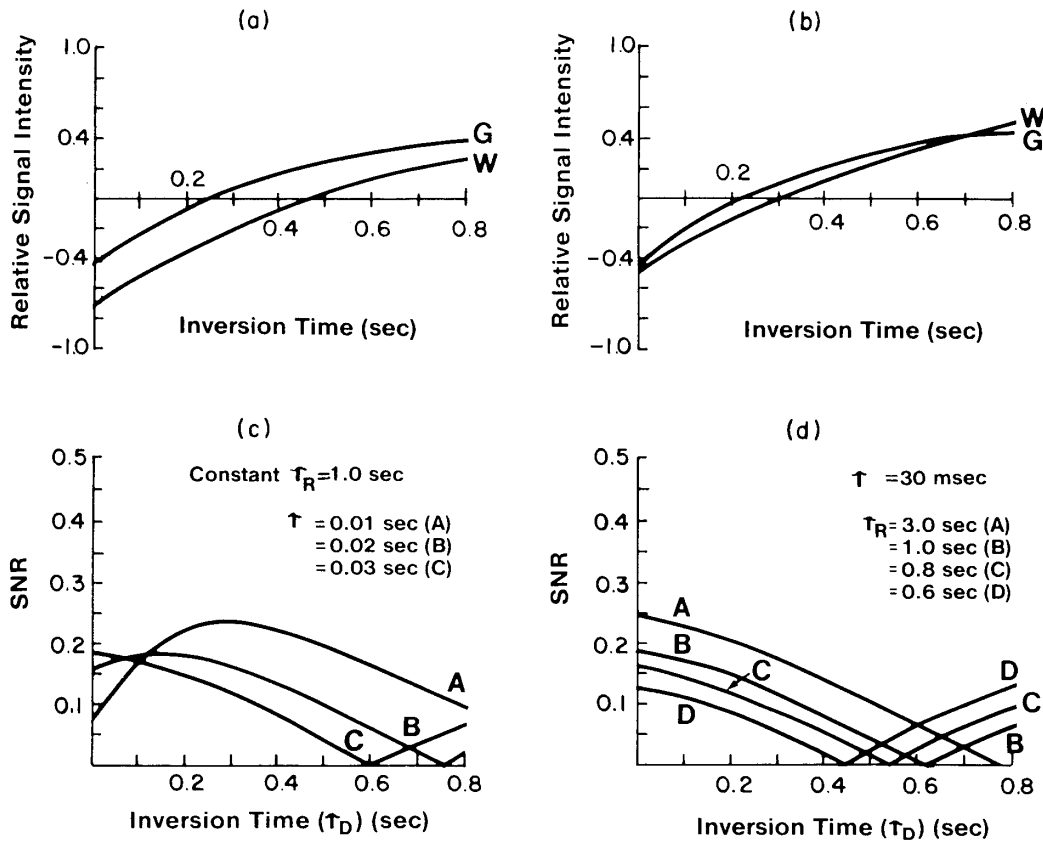 (a)
Relative Signal Intensity
1.0
0.4
-0.4
-1.0
0.2
0.4
0.6
0.8
G
W
Inversion Time (sec)
(b)
Relative Signal Intensity
1.0
0.4
-0.4
-1.0
0.2
0.4
0.6
0.8
W
G
Inversion Time (sec)
(c)
SNR
0.5
0.4
0.3
0.2
0.1
Constant τR=1.0 sec
τ =0.01 sec (A)
=0.02 sec (B)
=0.03 sec (C)
A
B
C
0.2
0.4
0.6
0.8
Inversion Time (τD) (sec)
(d)
SNR
0.5
0.4
0.3
0.2
0.1
τ =30 msec
τR=3.0 sec (A)
=1.0 sec (B)
=0.8 sec (C)
=0.6 sec (D)
A
B
C
D
D
C
B
0.2
0.4
0.6
0.8
Inversion Time (τD) (sec)